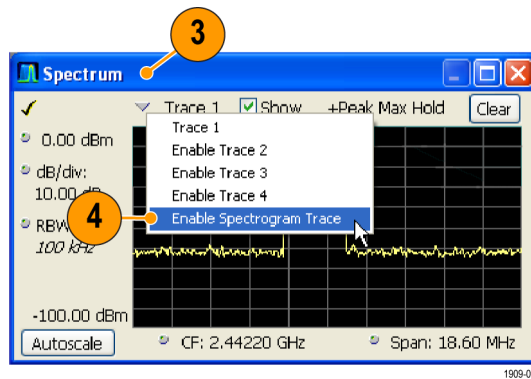 3
Spectrum
Trace 1 Show +Peak Max Hold Clear
0.00 dBm
dB/div:
10.00 dB
RBW
100 kHz
-100.00 dBm
Trace 1
Enable Trace 2
Enable Trace 3
Enable Trace 4
Enable Spectrogram Trace
4
Autoscale CF: 2.44220 GHz Span: 18.60 MHz